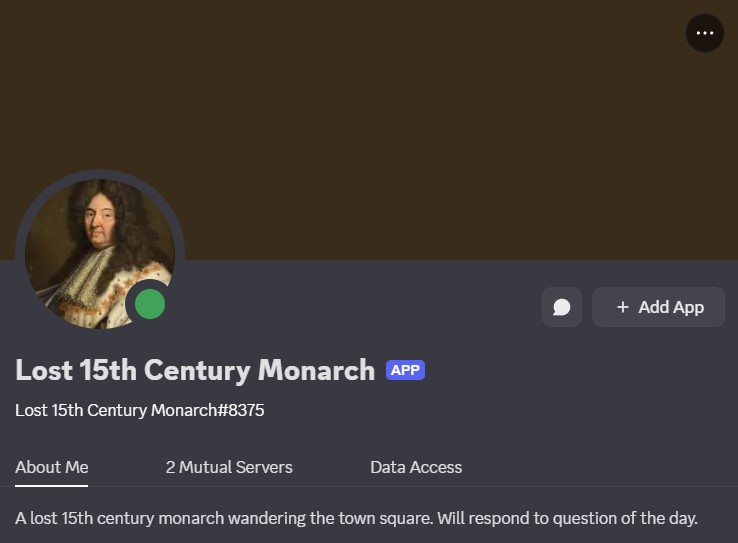 + Add App
Lost 15th Century Monarch APP
Lost 15th Century Monarch#8375
About Me 2 Mutual Servers Data Access
A lost 15th century monarch wandering the town square. Will respond to question of the day.